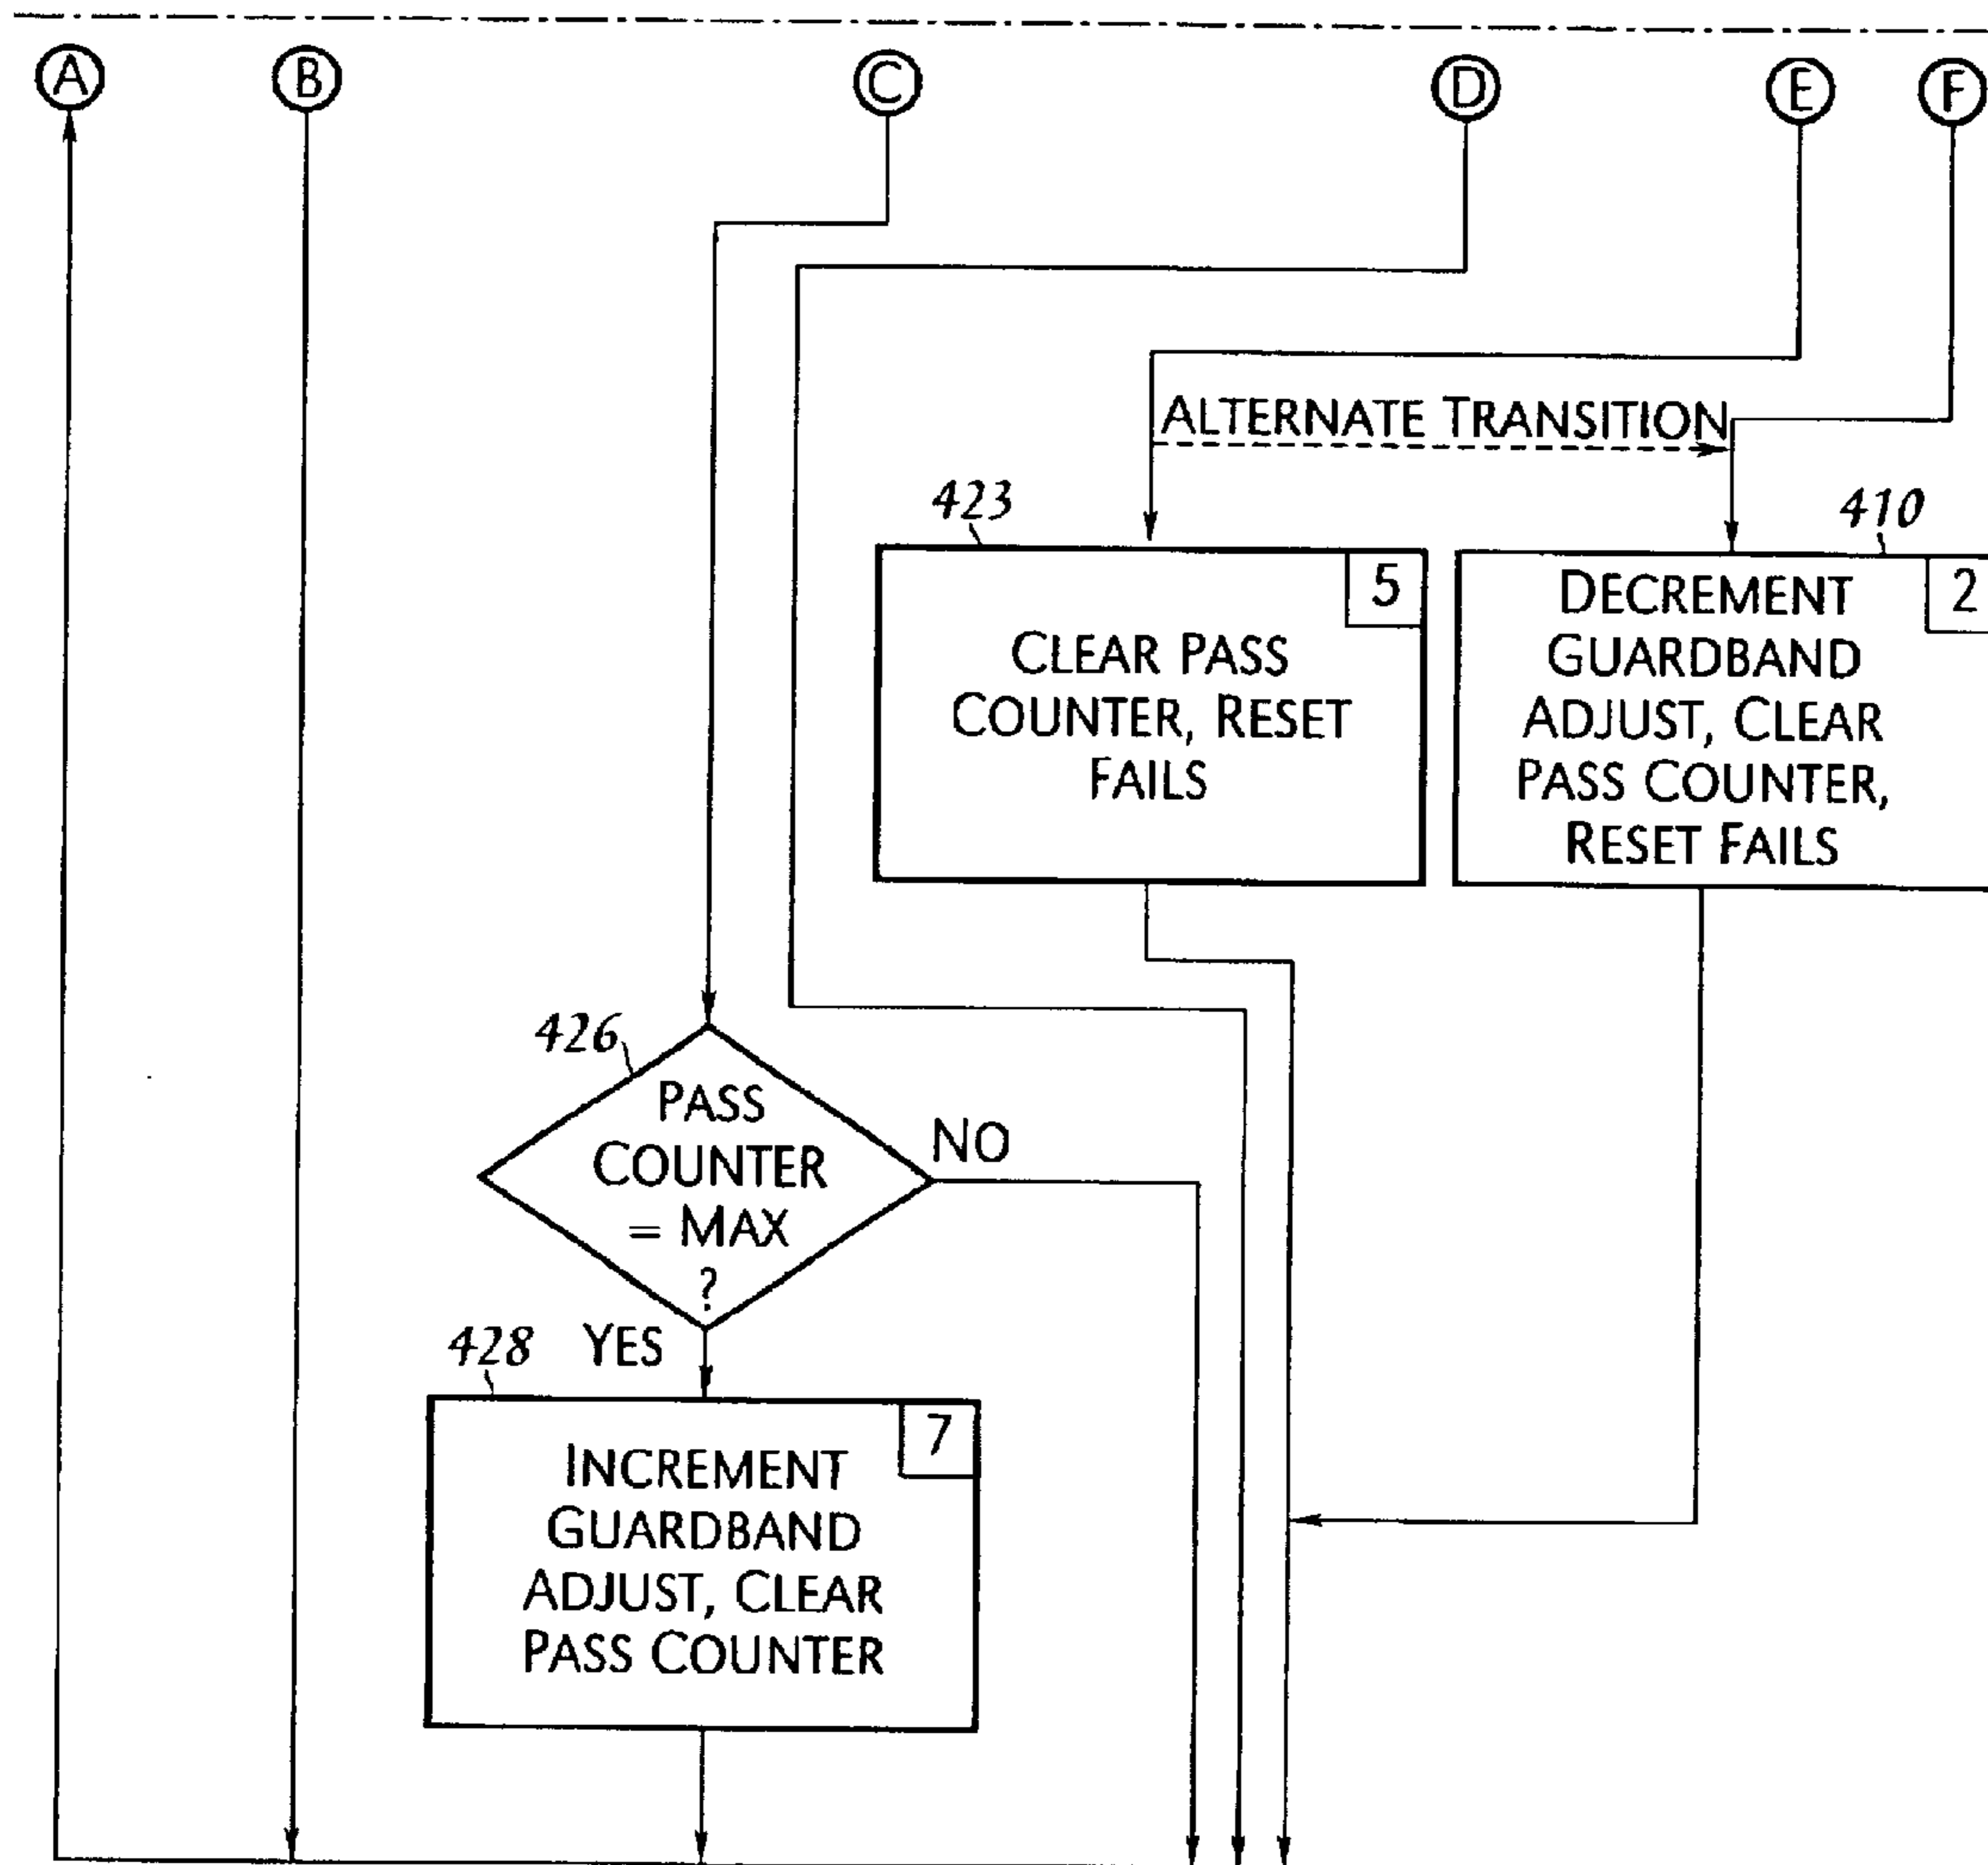 A B C D E F
ALTERNATE TRANSITION
423
410
5
CLEAR PASS
COUNTER, RESET
FAILS
2
DECREMENT
GUARDBAND
ADJUST, CLEAR
PASS COUNTER,
RESET FAILS
426
PASS
COUNTER
= MAX
?
NO
YES
428
7
INCREMENT
GUARDBAND
ADJUST, CLEAR
PASS COUNTER